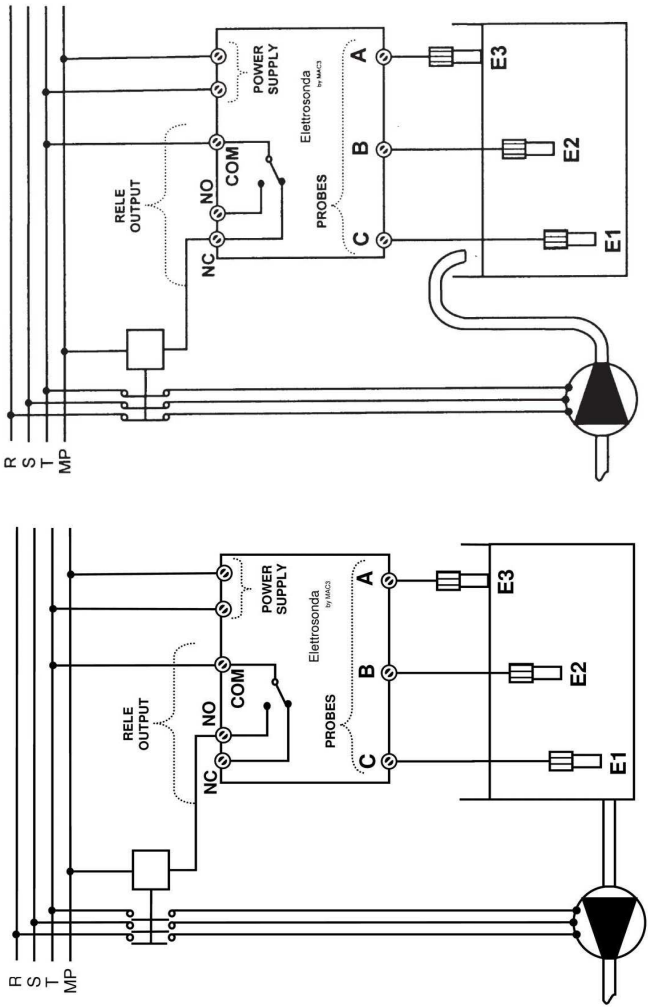 R
S
T
MP
RELE
OUTPUT
POWER
SUPPLY
NC
NO
COM
Elettrosonda
by MAC3
PROBES
C
B
A
E1
E2
E3
R
S
T
MP
RELE
OUTPUT
POWER
SUPPLY
NC
NO
COM
Elettrosonda
by MAC3
PROBES
C
B
A
E1
E2
E3